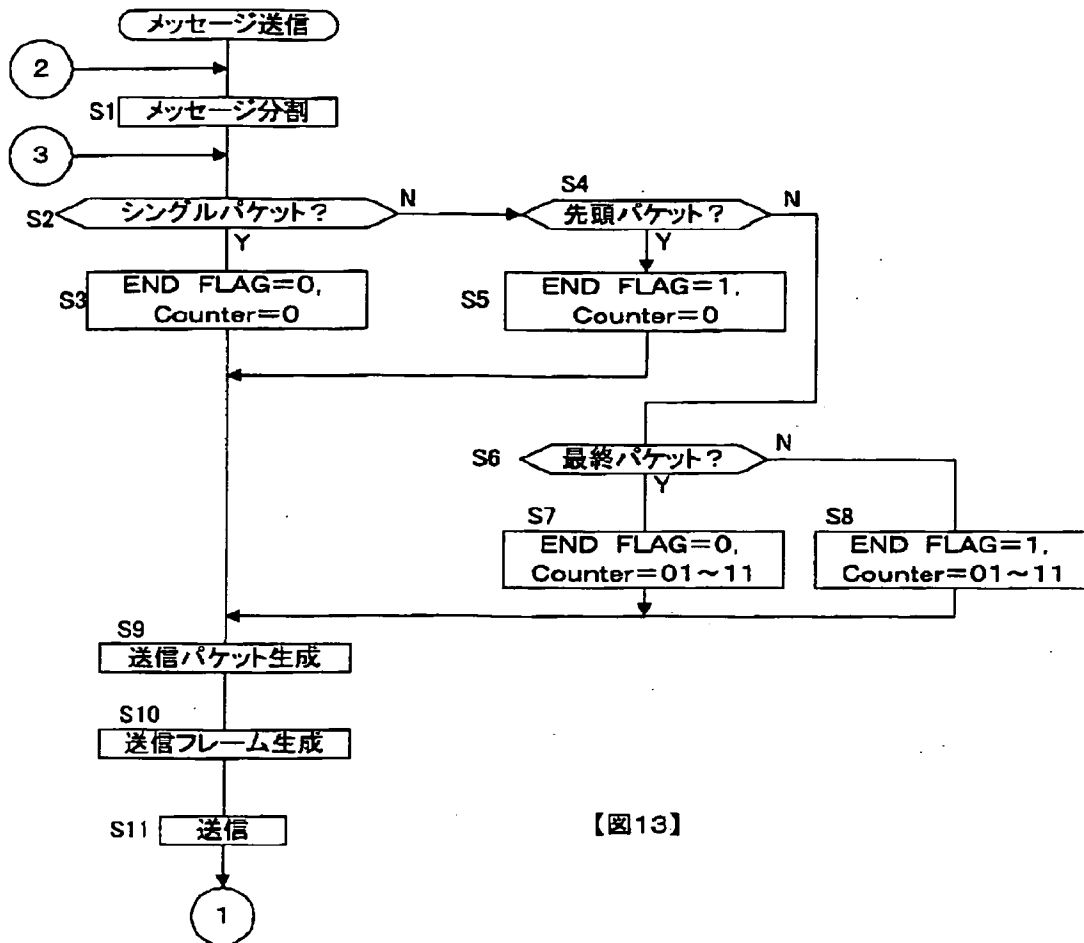 メッセージ送信
2
S1 メッセージ分割
3
S2 シングルパケット？
N
Y
S4
先頭パケット？
N
Y
S3 END FLAG=0,
Counter=0
S5 END FLAG=1,
Counter=0
S6 最終パケット？
N
Y
S7
END FLAG=0,
Counter=01~11
S8
END FLAG=1,
Counter=01~11
S9
送信パケット生成
S10
送信フレーム生成
S11 送信
【図13】
1